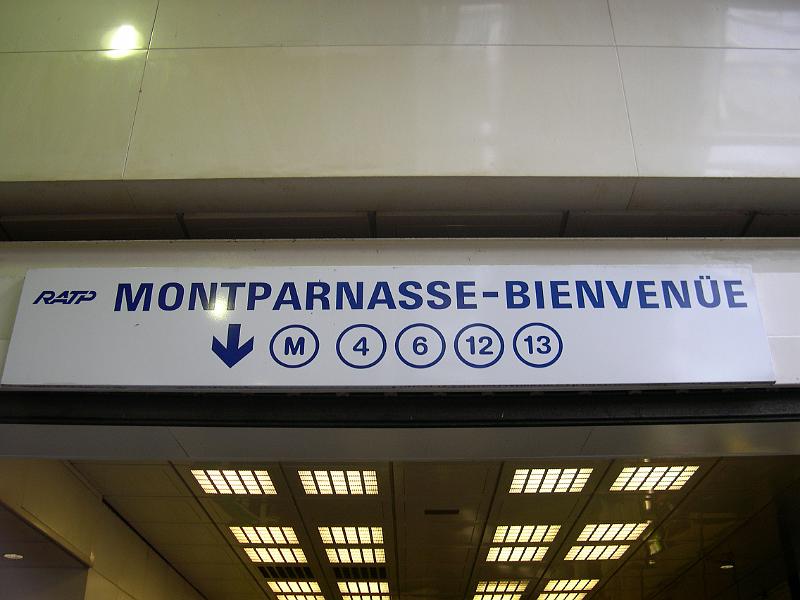 RATP MONTPARNASSE-BIENVENÜE
M 4 6 12 13